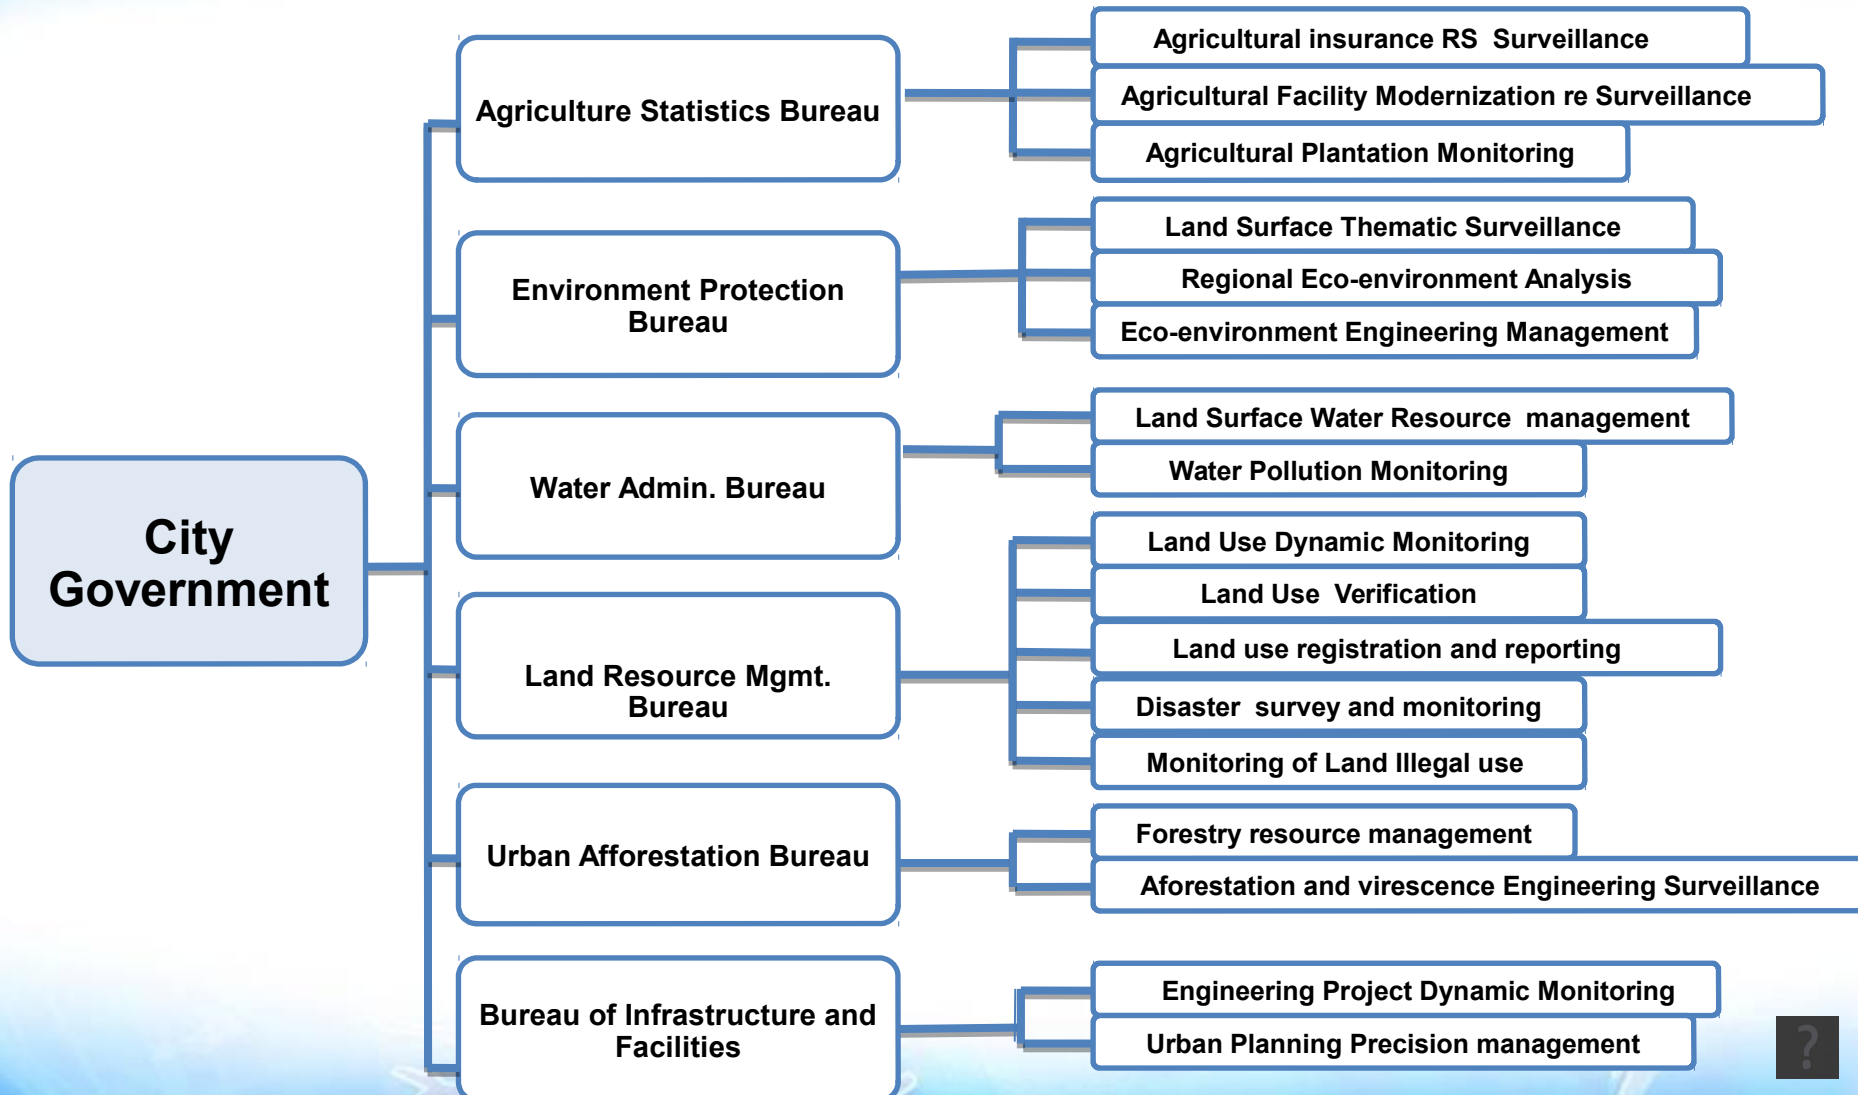 City
Government
Agriculture Statistics Bureau
Agricultural insurance RS Surveillance
Agricultural Facility Modernization re Surveillance
Agricultural Plantation Monitoring
Environment Protection
Bureau
Land Surface Thematic Surveillance
Regional Eco-environment Analysis
Eco-environment Engineering Management
Water Admin. Bureau
Land Surface Water Resource management
Water Pollution Monitoring
Land Resource Mgmt.
Bureau
Land Use Dynamic Monitoring
Land Use Verification
Land use registration and reporting
Disaster survey and monitoring
Monitoring of Land Illegal use
Urban Afforestation Bureau
Forestry resource management
Aforestation and virescence Engineering Surveillance
Bureau of Infrastructure and
Facilities
Engineering Project Dynamic Monitoring
Urban Planning Precision management
?